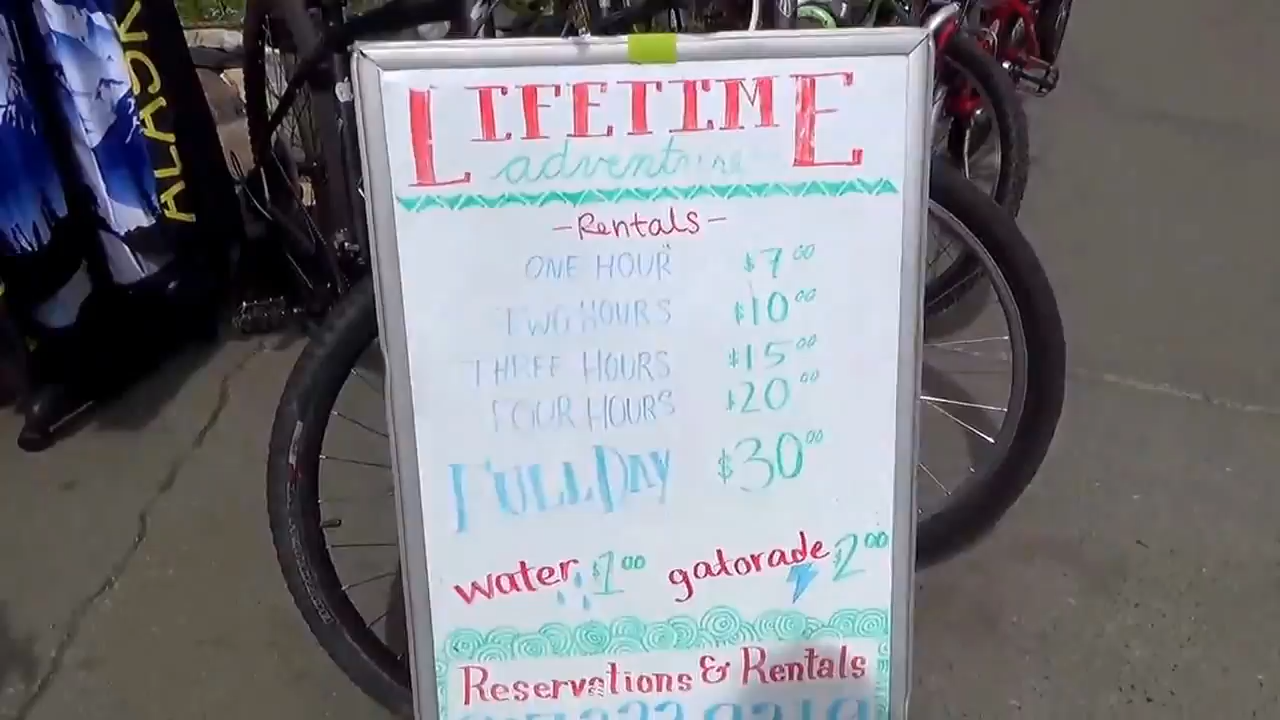 ALASK
LIFETIME
adventure
-Rentals-
ONE HOUR $7.00
TWO HOURS $10.00
THREE HOURS $15.00
FOUR HOURS $20.00
FULL DAY $30.00
water $1.00 gatorade $2.00
Reservations & Rentals